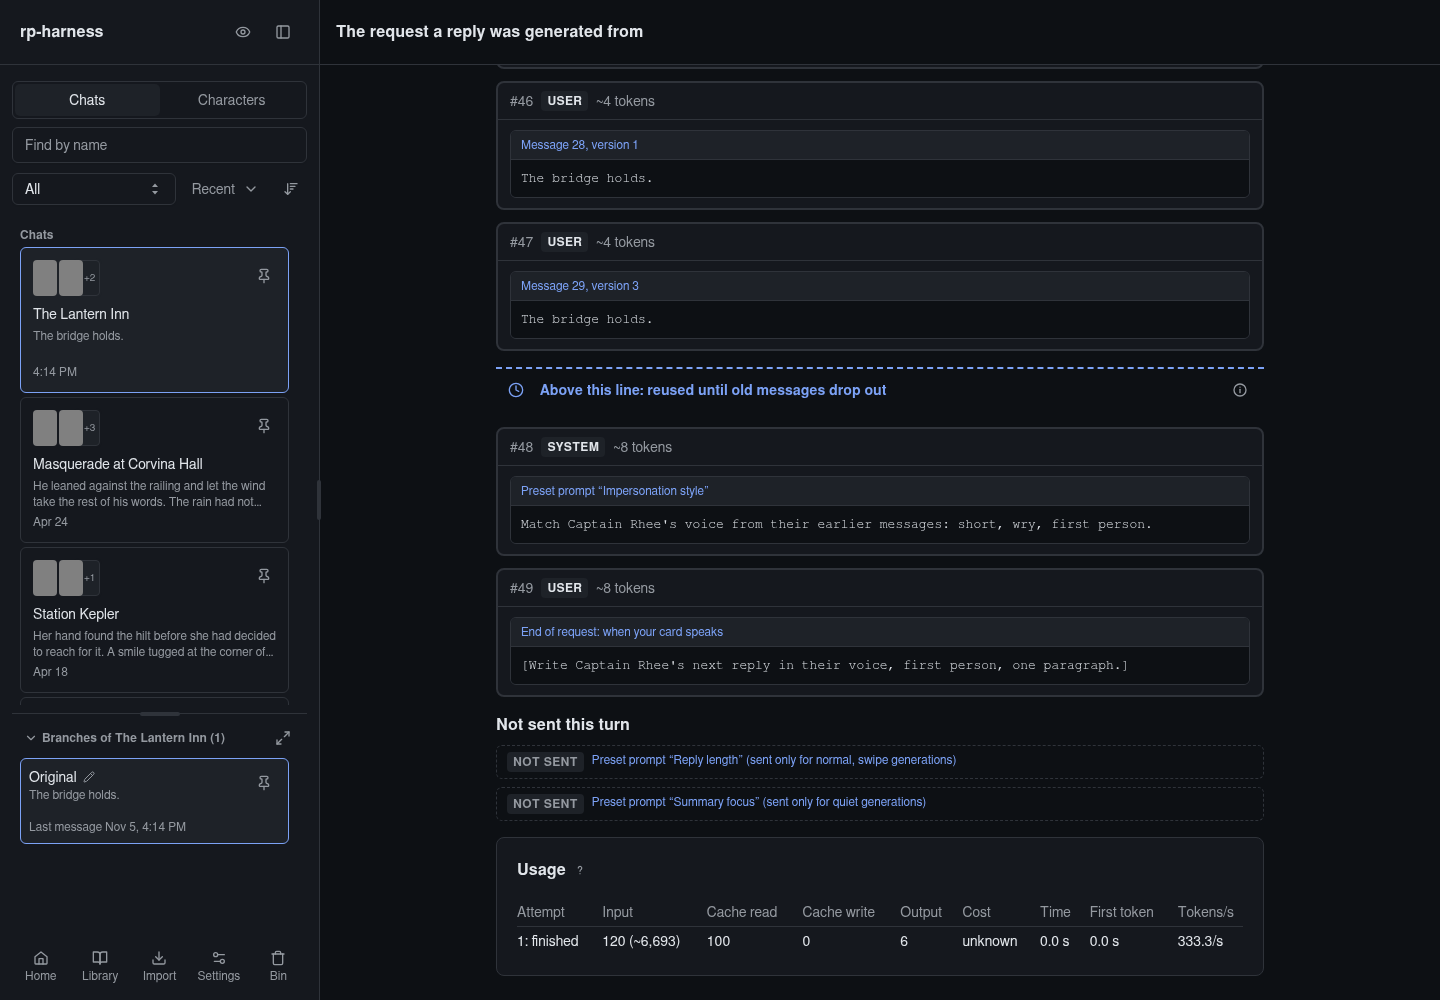 rp-harness
The request a reply was generated from
Chats
Characters
Find by name
All
Recent
Chats
+2
The Lantern Inn
The bridge holds.
4:14 PM
+3
Masquerade at Corvina Hall
He leaned against the railing and let the wind
take the rest of his words. The rain had not…
Apr 24
+1
Station Kepler
Her hand found the hilt before she had decided
to reach for it. A smile tugged at the corner of…
Apr 18
Branches of The Lantern Inn (1)
Original
The bridge holds.
Last message Nov 5, 4:14 PM
Home
Library
Import
Settings
Bin
#46 USER ~4 tokens
Message 28, version 1
The bridge holds.
#47 USER ~4 tokens
Message 29, version 3
The bridge holds.
Above this line: reused until old messages drop out
#48 SYSTEM ~8 tokens
Preset prompt “Impersonation style”
Match Captain Rhee's voice from their earlier messages: short, wry, first person.
#49 USER ~8 tokens
End of request: when your card speaks
[Write Captain Rhee's next reply in their voice, first person, one paragraph.]
Not sent this turn
NOT SENT Preset prompt “Reply length” (sent only for normal, swipe generations)
NOT SENT Preset prompt “Summary focus” (sent only for quiet generations)
Usage ?
Attempt Input Cache read Cache write Output Cost Time First token Tokens/s
1: finished 120 (~6,693) 100 0 6 unknown 0.0 s 0.0 s 333.3/s